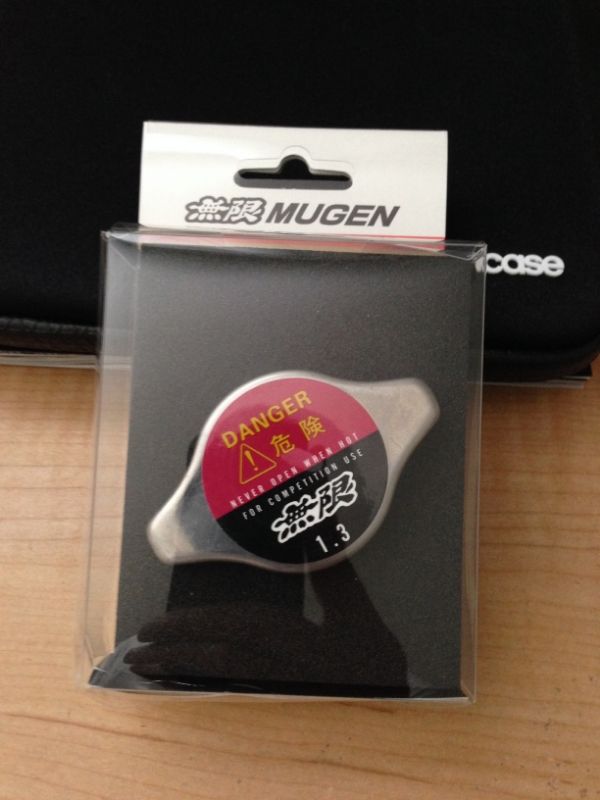 無限 MUGEN
case
DANGER
危険
NEVER OPEN WHEN HOT
FOR COMPETITION USE
無限
1.3